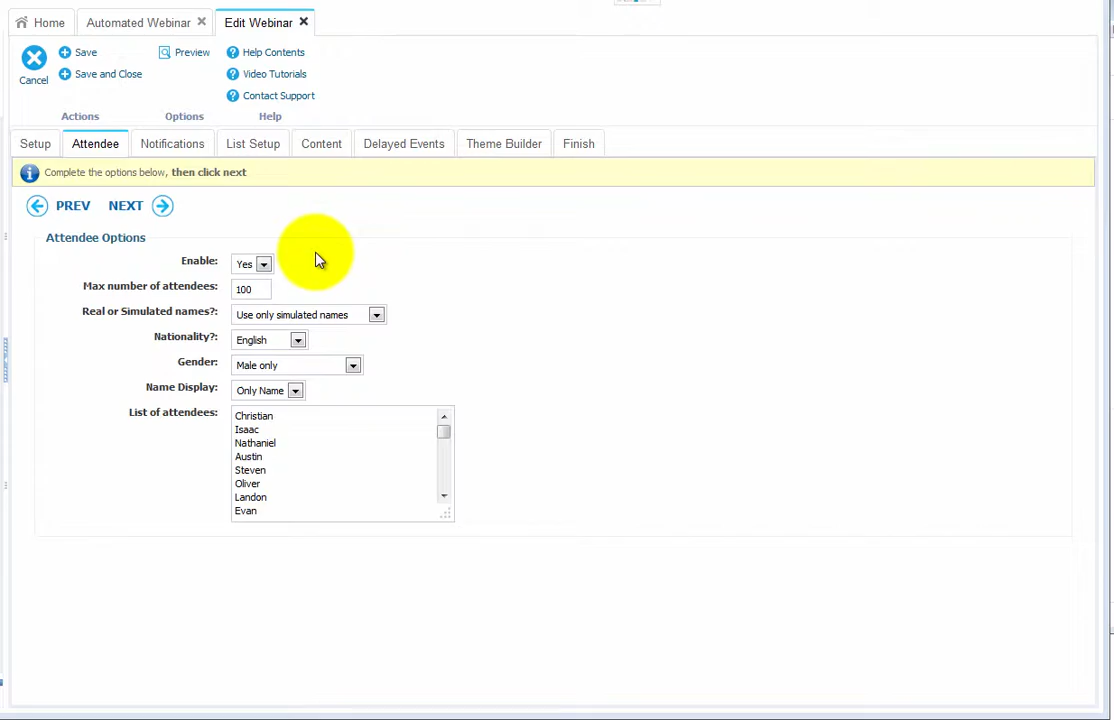 Home Automated Webinar Edit Webinar
Cancel
Save
Save and Close
Actions
Preview
Options
Help Contents
Video Tutorials
Contact Support
Help
Setup Attendee Notifications List Setup Content Delayed Events Theme Builder Finish
Complete the options below, then click next
PREV NEXT
Attendee Options
Enable: Yes
Max number of attendees: 100
Real or Simulated names?: Use only simulated names
Nationality?: English
Gender: Male only
Name Display: Only Name
List of attendees: Christian
Isaac
Nathaniel
Austin
Steven
Oliver
Landon
Evan